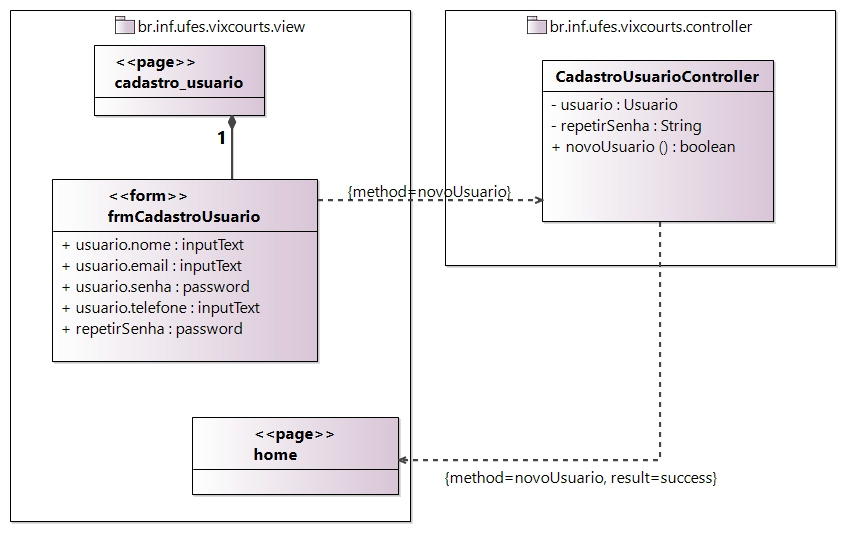 br.inf.ufes.vixcourts.view
<<page>>
cadastro_usuario
1
<<form>>
frmCadastroUsuario
+ usuario.nome : inputText
+ usuario.email : inputText
+ usuario.senha : password
+ usuario.telefone : inputText
+ repetirSenha : password
<<page>>
home
{method=novoUsuario}
br.inf.ufes.vixcourts.controller
CadastroUsuarioController
- usuario : Usuario
- repetirSenha : String
+ novoUsuario () : boolean
{method=novoUsuario, result=success}